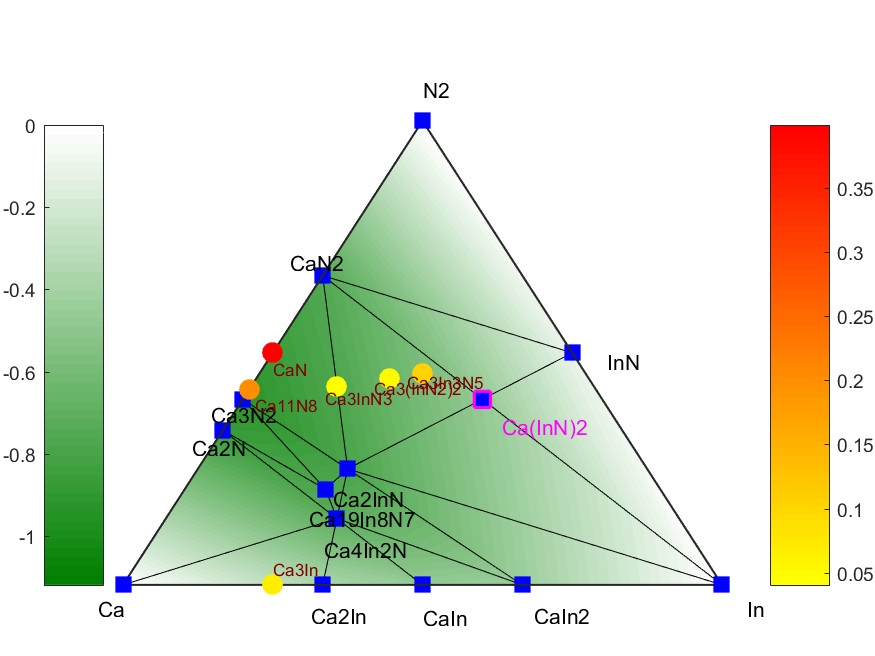 N2
0
-0.2
-0.4
-0.6
-0.8
-1
0.35
0.3
0.25
0.2
0.15
0.1
0.05
CaN2
InN
CaN
Ca3In3N5
Ca3(InN2)2
Ca3InN3
Ca11N8
Ca3N2
Ca(InN)2
Ca2N
Ca2InN
Ca19In8N7
Ca4In2N
Ca3In
Ca
Ca2In
CaIn
CaIn2
In